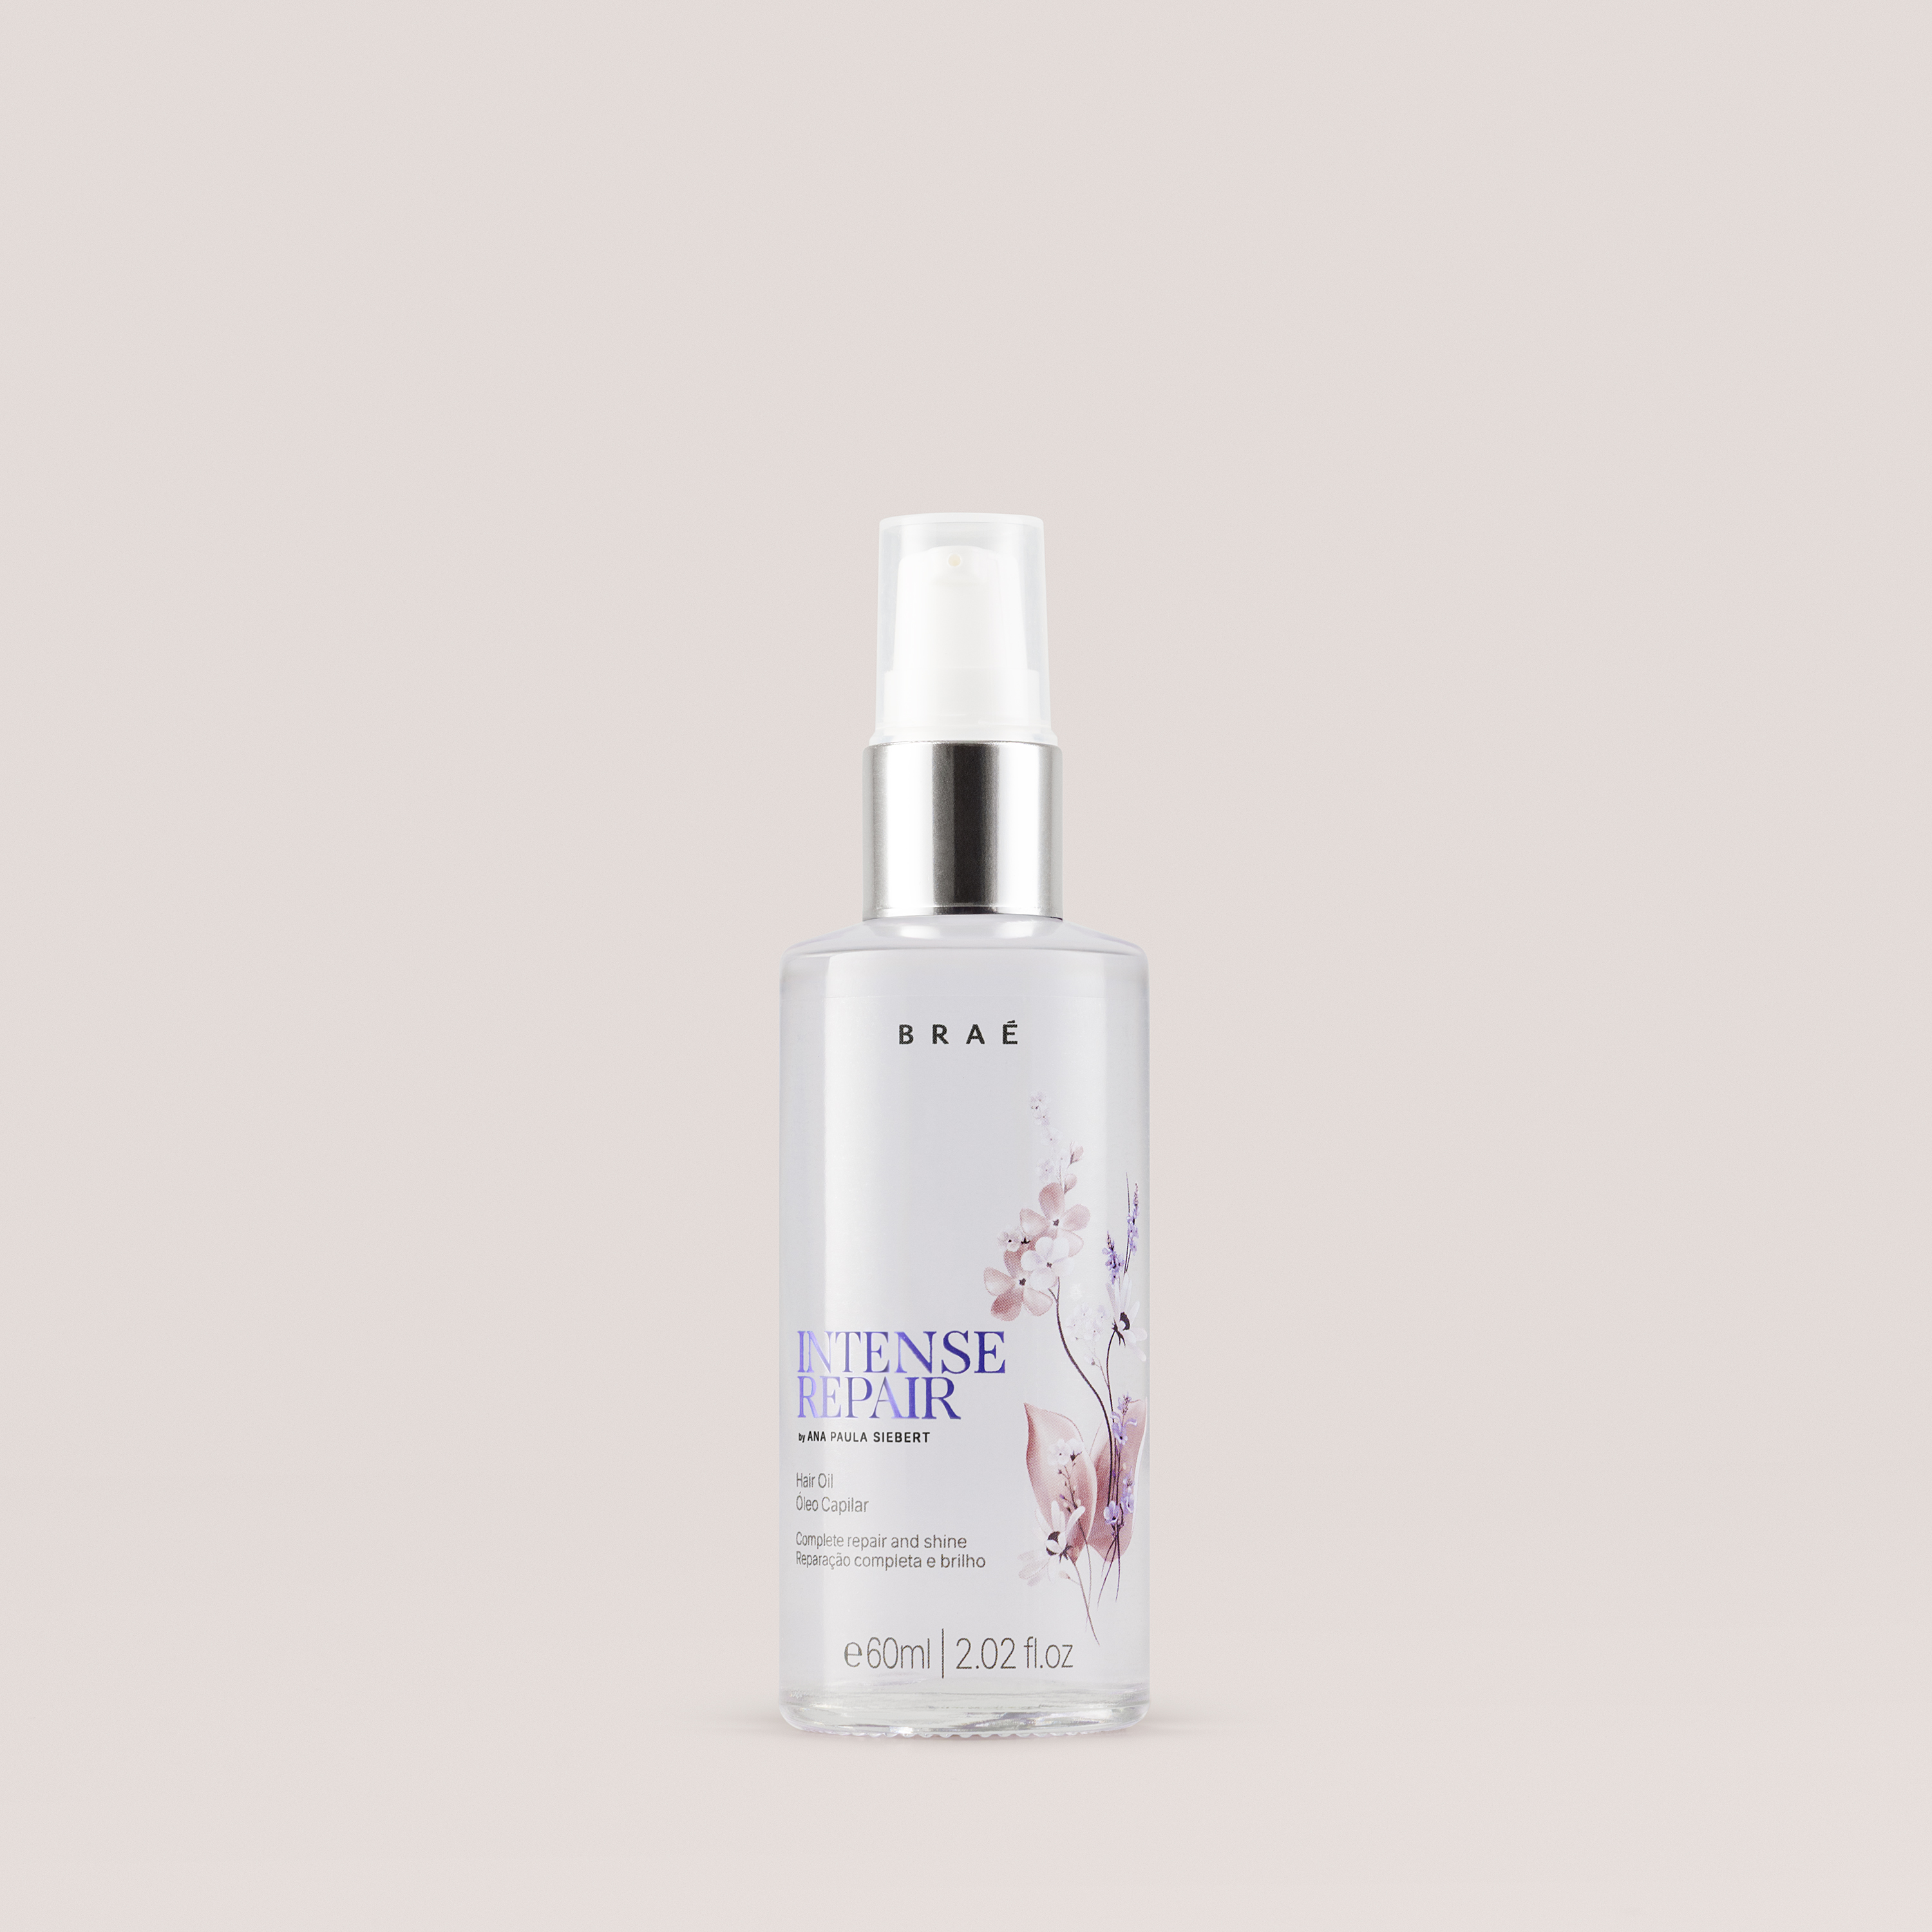 BRAÉ
INTENSE
REPAIR
by ANA PAULA SIEBERT
Hair Oil
Óleo Capilar
Complete repair and shine
Reparação completa e brilho
℮60ml | 2.02 fl.oz